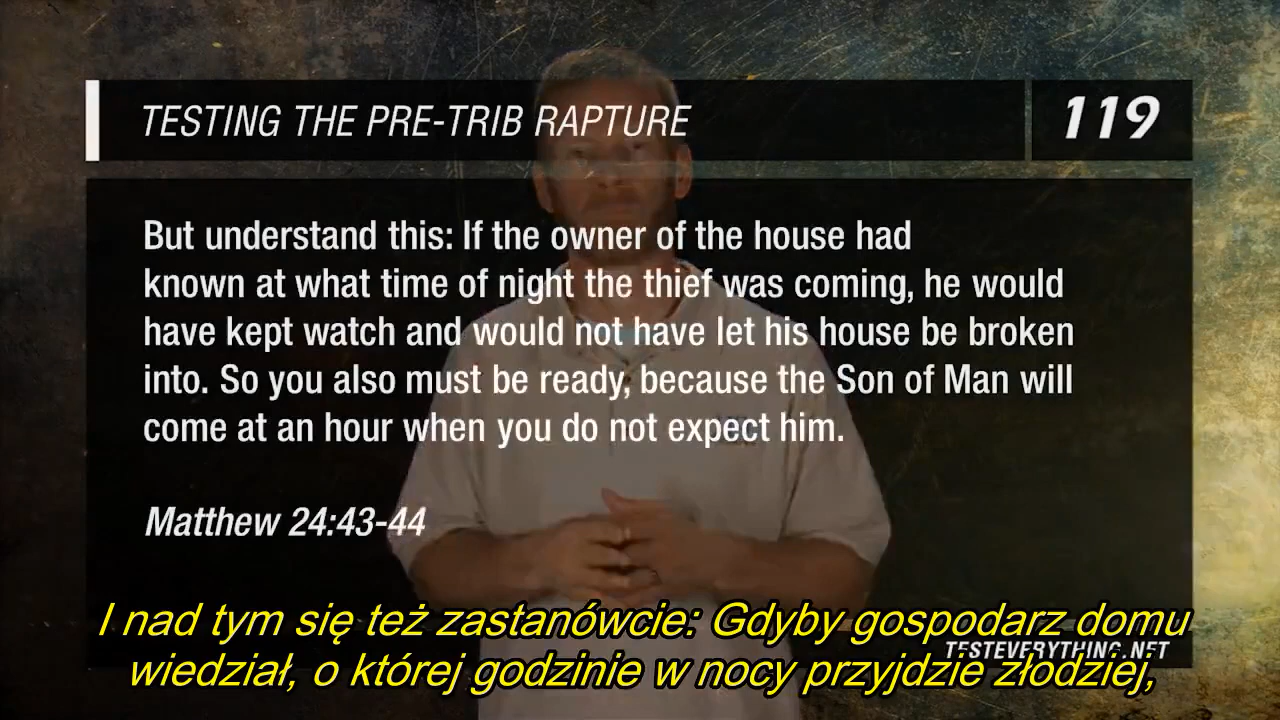 TESTING THE PRE-TRIB RAPTURE
119
But understand this: If the owner of the house had
known at what time of night the thief was coming, he would
have kept watch and would not have let his house be broken
into. So you also must be ready, because the Son of Man will
come at an hour when you do not expect him.
Matthew 24:43-44
TESTEVERYTHING.NET
I nad tym się też zastanówcie: Gdyby gospodarz domu
wiedział, o której godzinie w nocy przyjdzie złodziej,